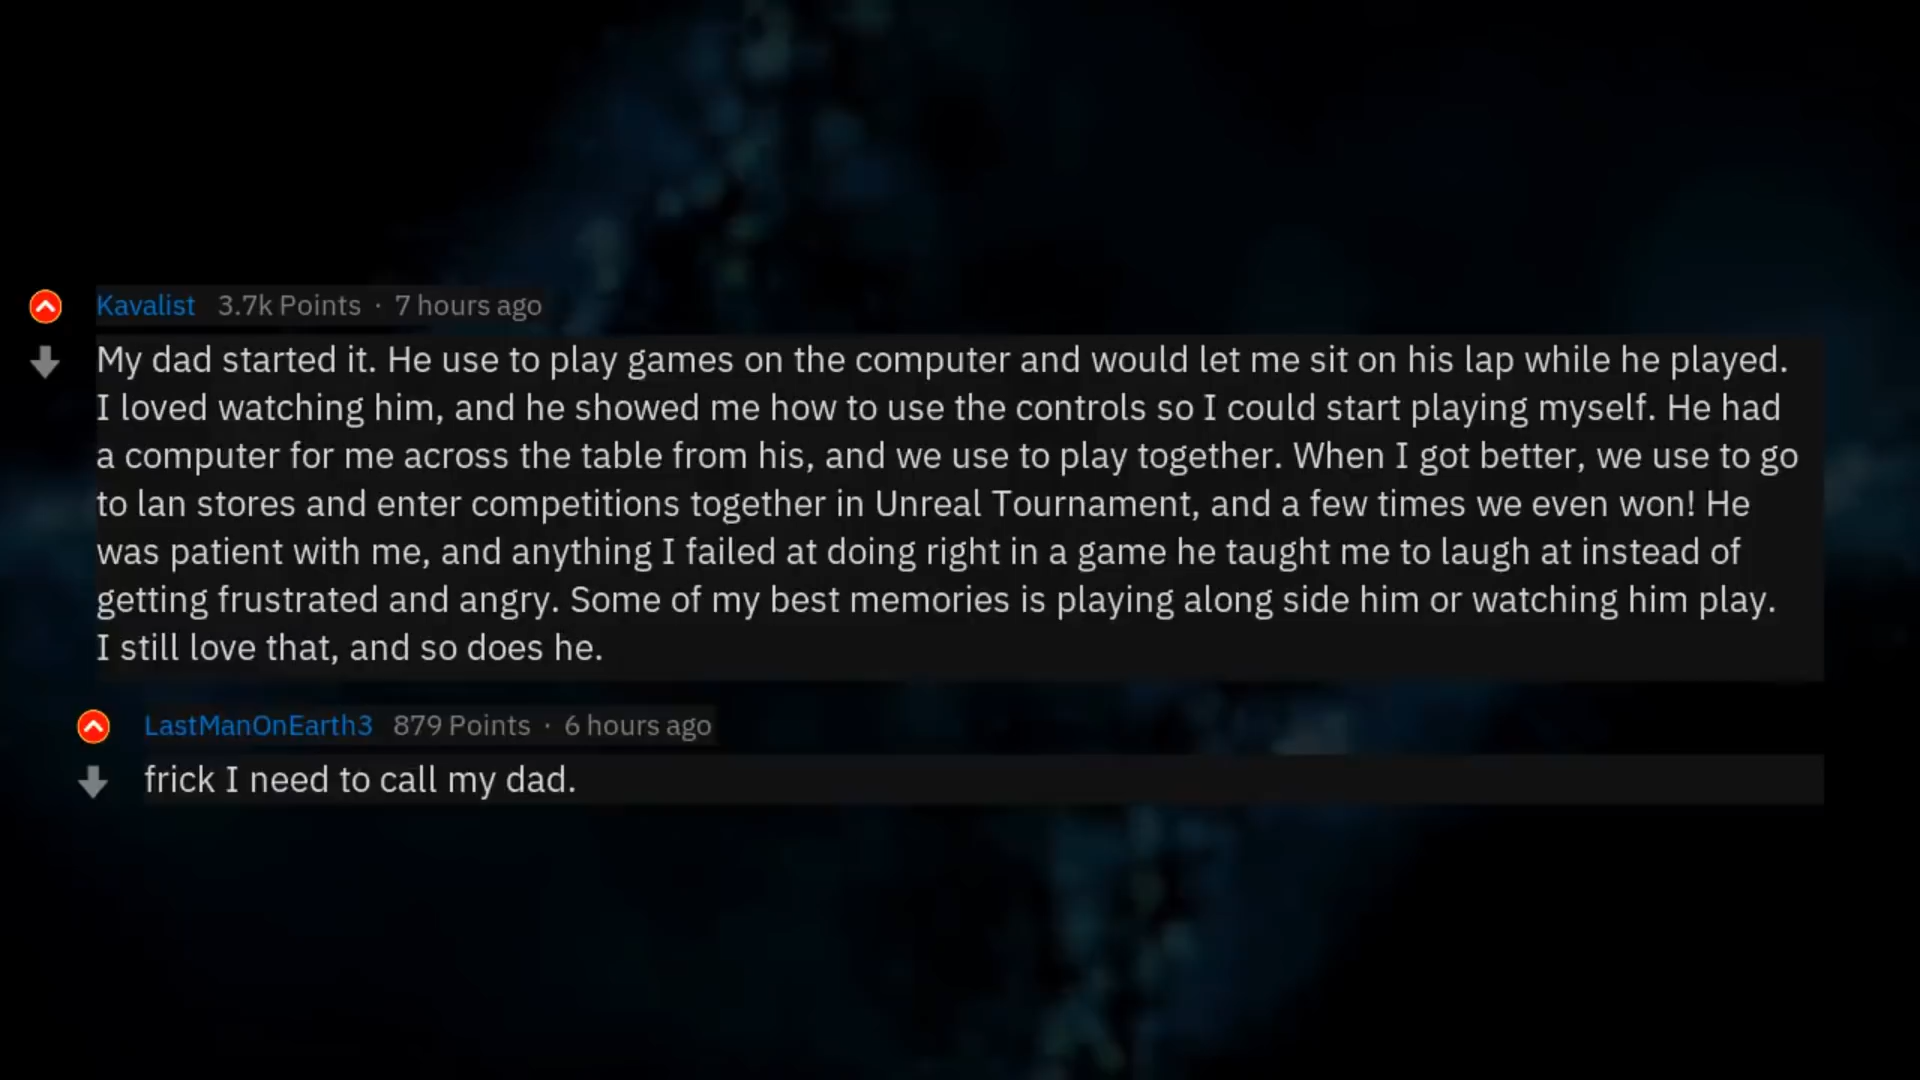 Kavalist 3.7k Points · 7 hours ago
My dad started it. He use to play games on the computer and would let me sit on his lap while he played.
I loved watching him, and he showed me how to use the controls so I could start playing myself. He had
a computer for me across the table from his, and we use to play together. When I got better, we use to go
to lan stores and enter competitions together in Unreal Tournament, and a few times we even won! He
was patient with me, and anything I failed at doing right in a game he taught me to laugh at instead of
getting frustrated and angry. Some of my best memories is playing along side him or watching him play.
I still love that, and so does he.
LastManOnEarth3 879 Points · 6 hours ago
frick I need to call my dad.